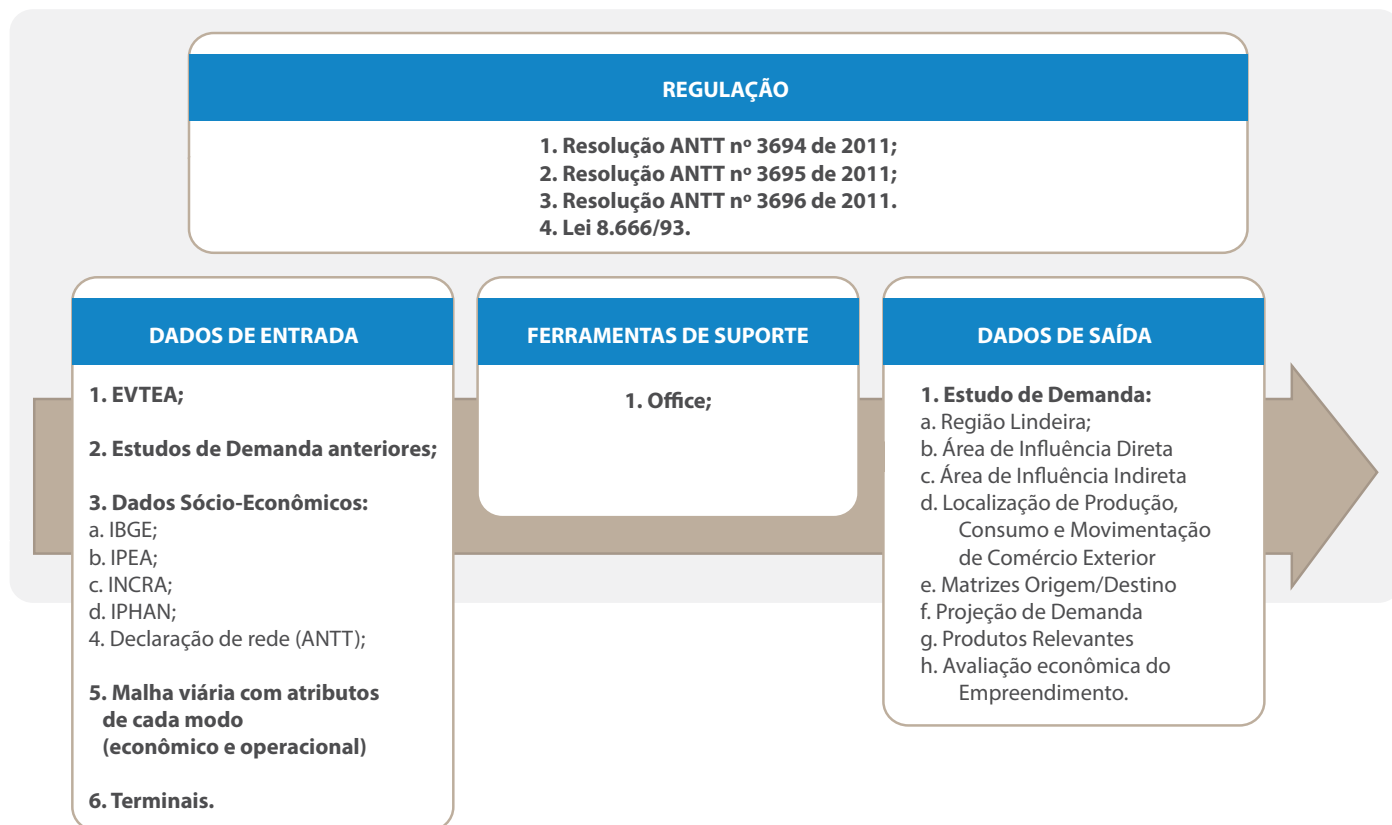 REGULAÇÃO
1. Resolução ANTT nº 3694 de 2011;
2. Resolução ANTT nº 3695 de 2011;
3. Resolução ANTT nº 3696 de 2011.
4. Lei 8.666/93.
DADOS DE ENTRADA
1. EVTEA;
2. Estudos de Demanda anteriores;
3. Dados Sócio-Econômicos:
a. IBGE;
b. IPEA;
c. INCRA;
d. IPHAN;
4. Declaração de rede (ANTT);
5. Malha viária com atributos
de cada modo
(econômico e operacional)
6. Terminais.
FERRAMENTAS DE SUPORTE
1. Office;
DADOS DE SAÍDA
1. Estudo de Demanda:
a. Região Lindeira;
b. Área de Influência Direta
c. Área de Influência Indireta
d. Localização de Produção,
Consumo e Movimentação
de Comércio Exterior
e. Matrizes Origem/Destino
f. Projeção de Demanda
g. Produtos Relevantes
h. Avaliação econômica do
Empreendimento.